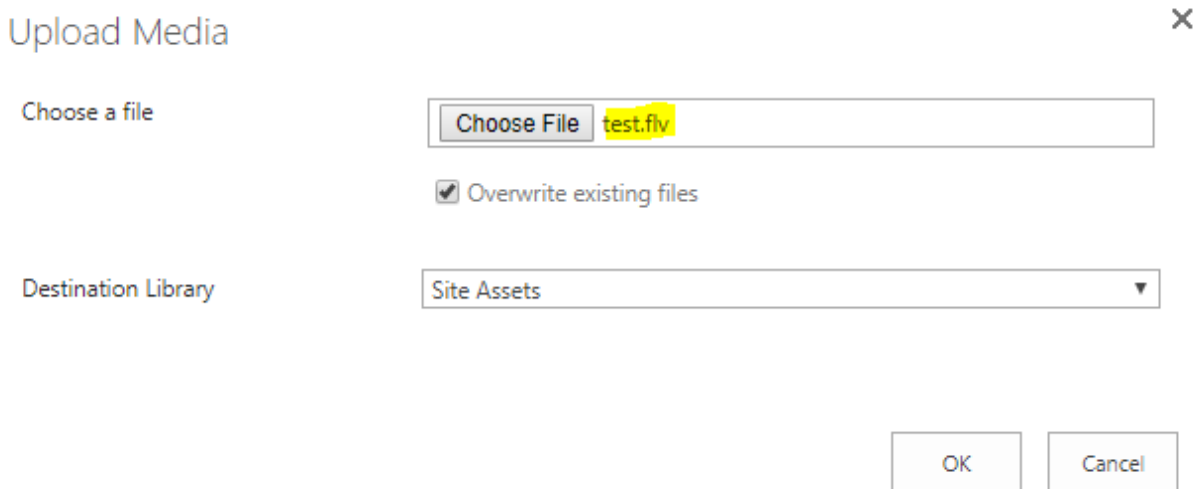 Upload Media
Choose a file
Choose File test.flv
Overwrite existing files
Destination Library
Site Assets
OK
Cancel